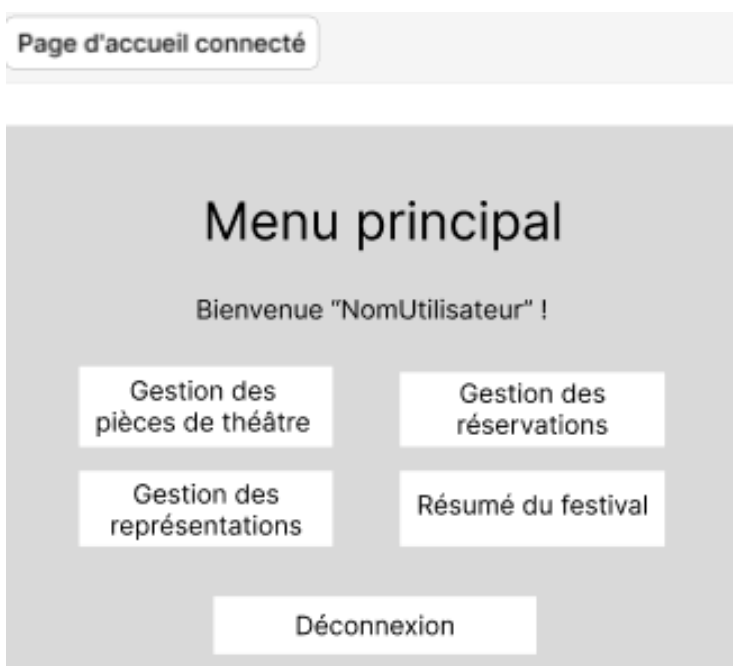 Page d'accueil connecté
Menu principal
Bienvenue “NomUtilisateur” !
Gestion des
pièces de théâtre
Gestion des
réservations
Gestion des
représentations
Résumé du festival
Déconnexion